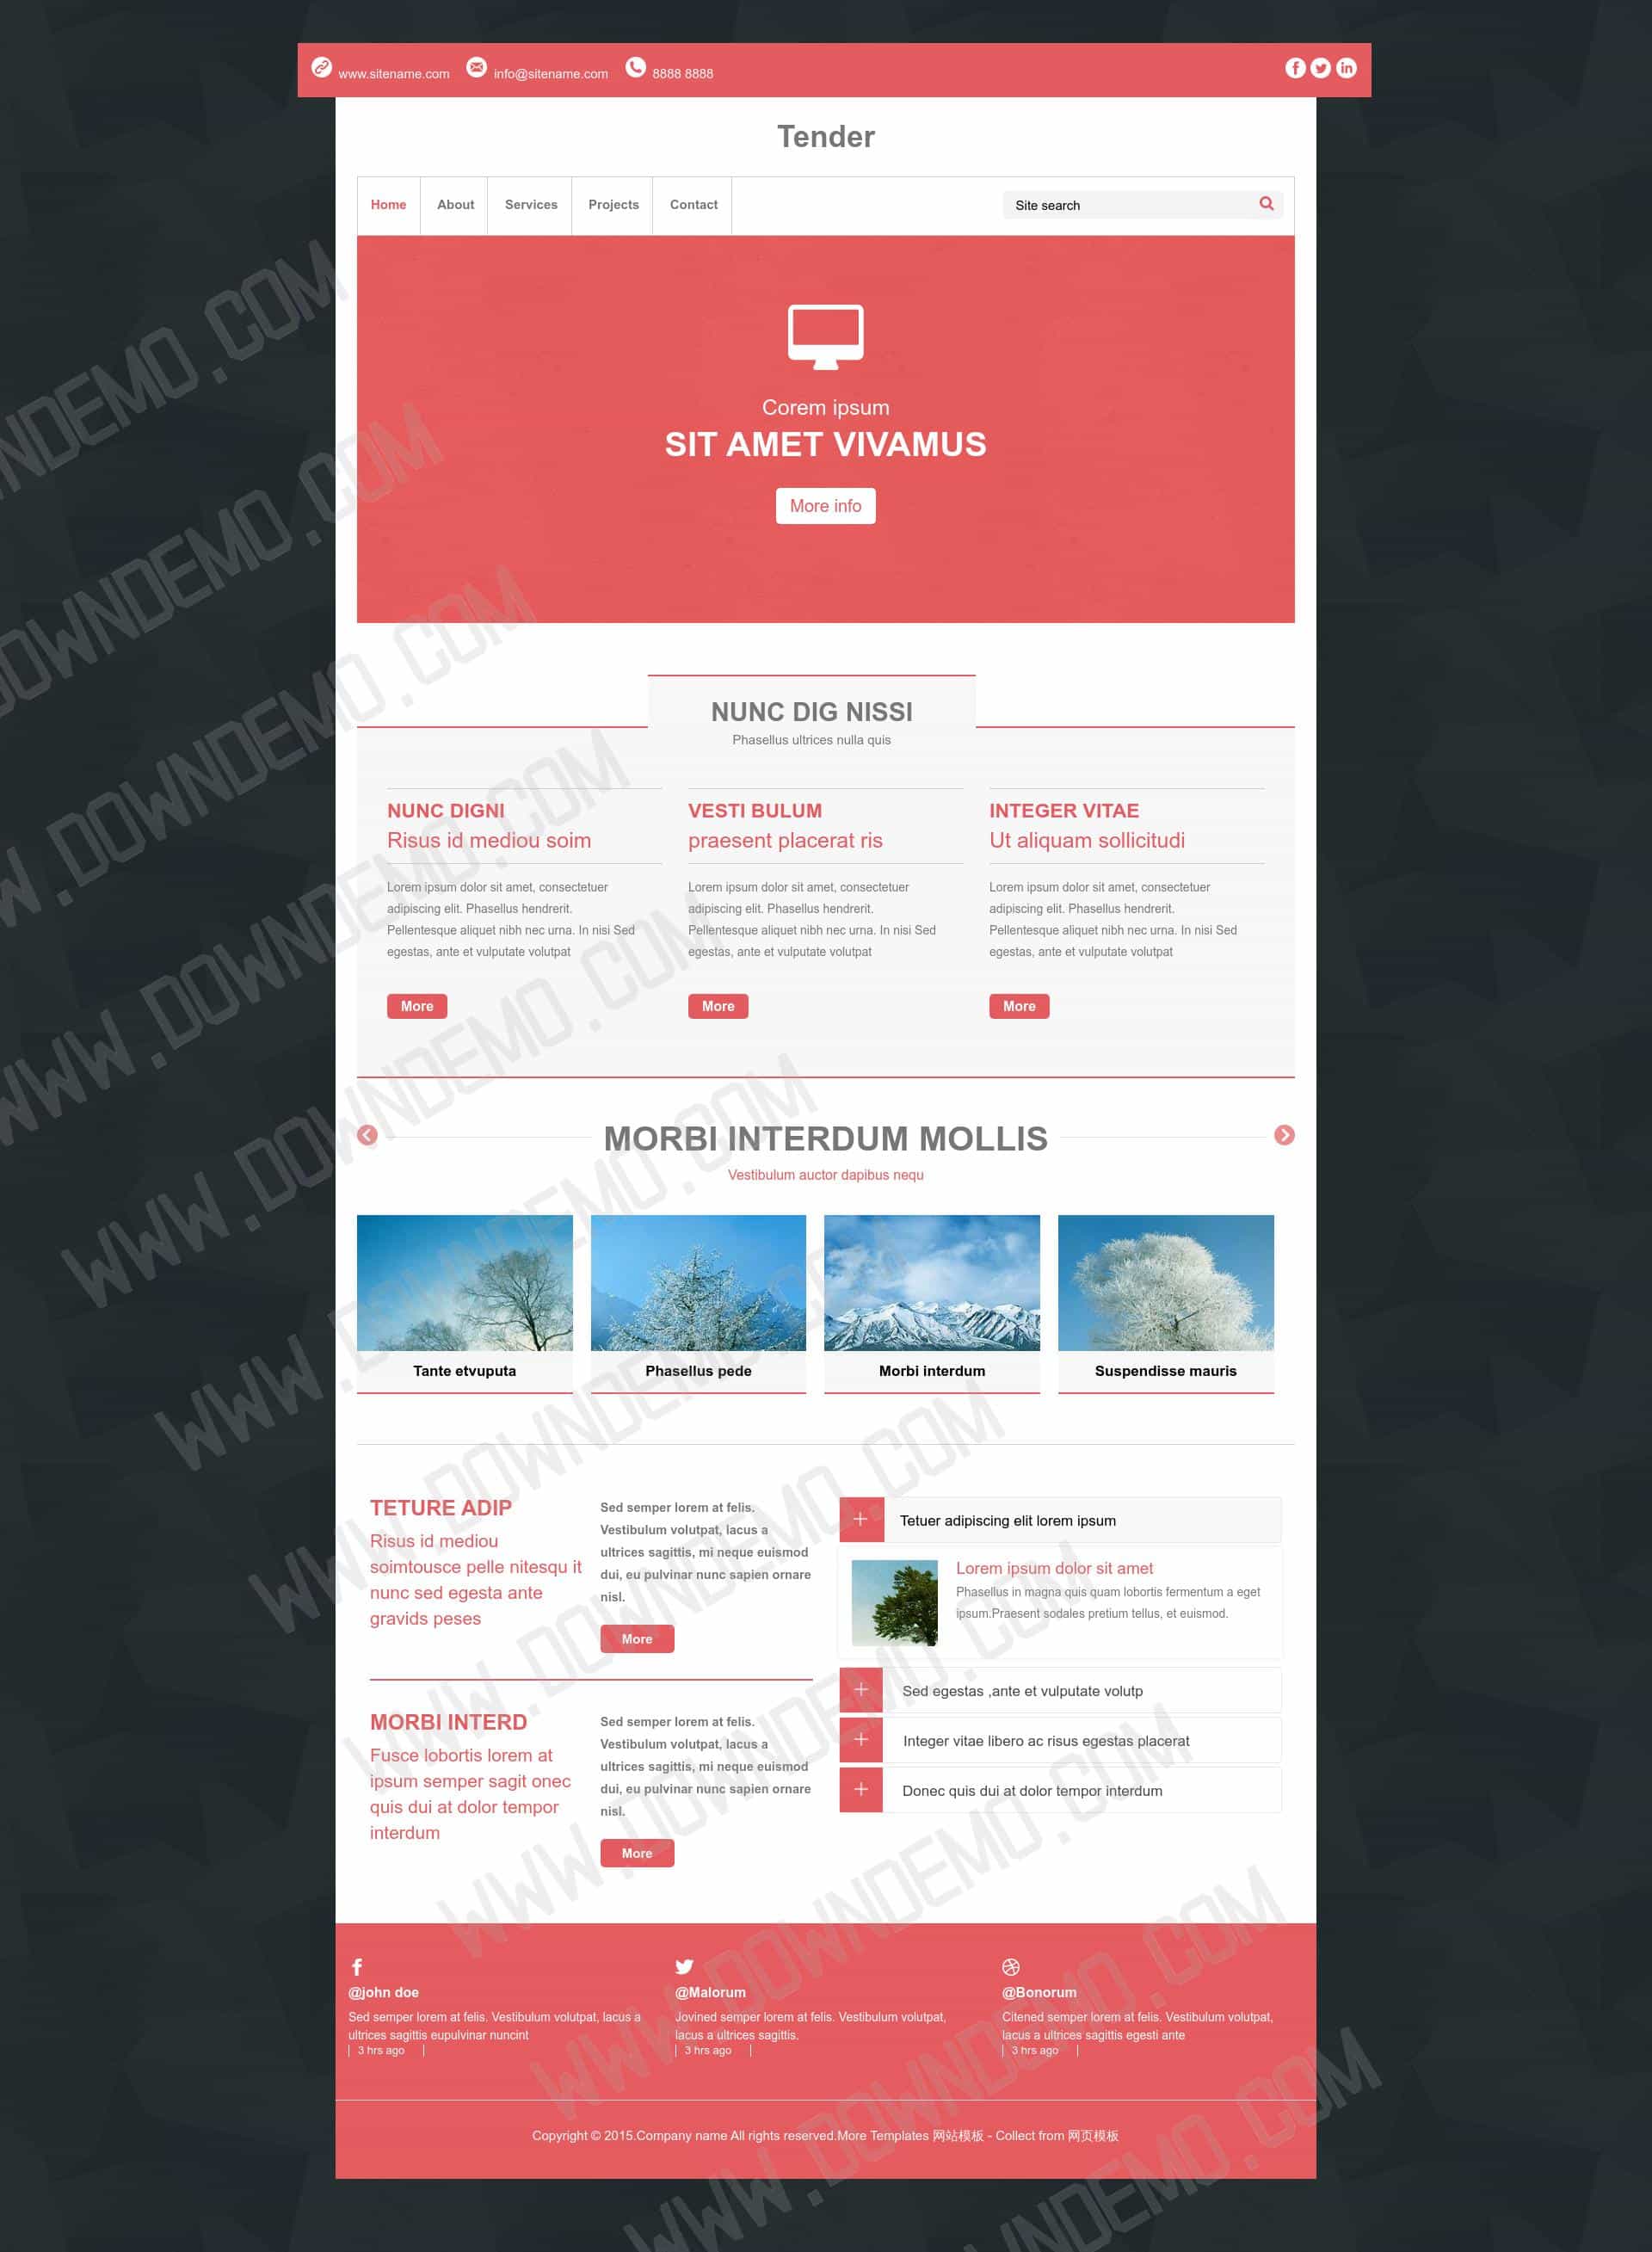 www.sitename.com info@sitename.com 8888 8888
Tender
Home About Services Projects Contact Site search
Corem ipsum
SIT AMET VIVAMUS
More info
NUNC DIG NISSI
Phasellus ultrices nulla quis
NUNC DIGNI
Risus id mediou soim
Lorem ipsum dolor sit amet, consectetuer
adipiscing elit. Phasellus hendrerit.
Pellentesque aliquet nibh nec urna. In nisi Sed
egestas, ante et vulputate volutpat
More
VESTI BULUM
praesent placerat ris
Lorem ipsum dolor sit amet, consectetuer
adipiscing elit. Phasellus hendrerit.
Pellentesque aliquet nibh nec urna. In nisi Sed
egestas, ante et vulputate volutpat
More
INTEGER VITAE
Ut aliquam sollicitudi
Lorem ipsum dolor sit amet, consectetuer
adipiscing elit. Phasellus hendrerit.
Pellentesque aliquet nibh nec urna. In nisi Sed
egestas, ante et vulputate volutpat
More
MORBI INTERDUM MOLLIS
Vestibulum auctor dapibus nequ
Tante etvuputa
Phasellus pede
Morbi interdum
Suspendisse mauris
TETURE ADIP
Risus id mediou
soimtousce pelle nitesqu it
nunc sed egesta ante
gravids peses
Sed semper lorem at felis.
Vestibulum volutpat, lacus a
ultrices sagittis, mi neque euismod
dui, eu pulvinar nunc sapien ornare
nisl.
More
MORBI INTERD
Fusce lobortis lorem at
ipsum semper sagit onec
quis dui at dolor tempor
interdum
Sed semper lorem at felis.
Vestibulum volutpat, lacus a
ultrices sagittis, mi neque euismod
dui, eu pulvinar nunc sapien ornare
nisl.
More
Tetuer adipiscing elit lorem ipsum
Lorem ipsum dolor sit amet
Phasellus in magna quis quam lobortis fermentum a eget
ipsum.Praesent sodales pretium tellus, et euismod.
Sed egestas ,ante et vulputate volutp
Integer vitae libero ac risus egestas placerat
Donec quis dui at dolor tempor interdum
@john doe
Sed semper lorem at felis. Vestibulum volutpat, lacus a
ultrices sagittis eupulvinar nuncint
3 hrs ago
@Malorum
Jovined semper lorem at felis. Vestibulum volutpat,
lacus a ultrices sagittis.
3 hrs ago
@Bonorum
Citened semper lorem at felis. Vestibulum volutpat,
lacus a ultrices sagittis egesti ante
3 hrs ago
Copyright © 2015.Company name All rights reserved.More Templates 网站模板 - Collect from 网页模板
WWW.DOWNDEMO.COM